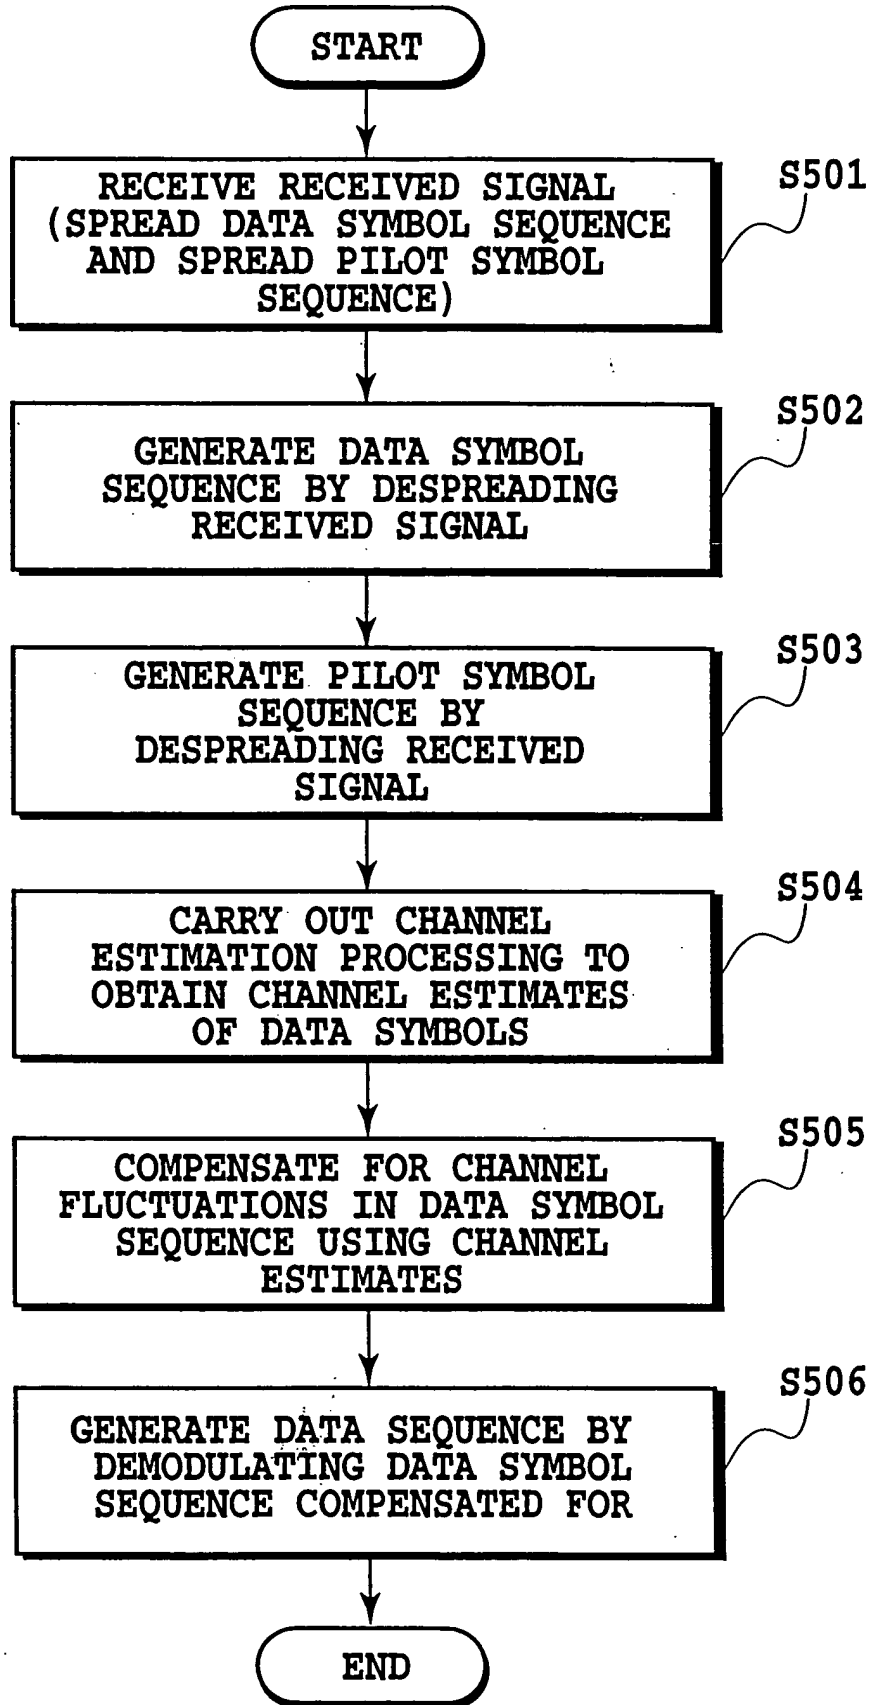 START
S501
RECEIVE RECEIVED SIGNAL
(SPREAD DATA SYMBOL SEQUENCE
AND SPREAD PILOT SYMBOL
SEQUENCE)
S502
GENERATE DATA SYMBOL
SEQUENCE BY DESPREADING
RECEIVED SIGNAL
S503
GENERATE PILOT SYMBOL
SEQUENCE BY
DESPREADING RECEIVED
SIGNAL
S504
CARRY OUT CHANNEL
ESTIMATION PROCESSING TO
OBTAIN CHANNEL ESTIMATES
OF DATA SYMBOLS
S505
COMPENSATE FOR CHANNEL
FLUCTUATIONS IN DATA SYMBOL
SEQUENCE USING CHANNEL
ESTIMATES
S506
GENERATE DATA SEQUENCE BY
DEMODULATING DATA SYMBOL
SEQUENCE COMPENSATED FOR
END